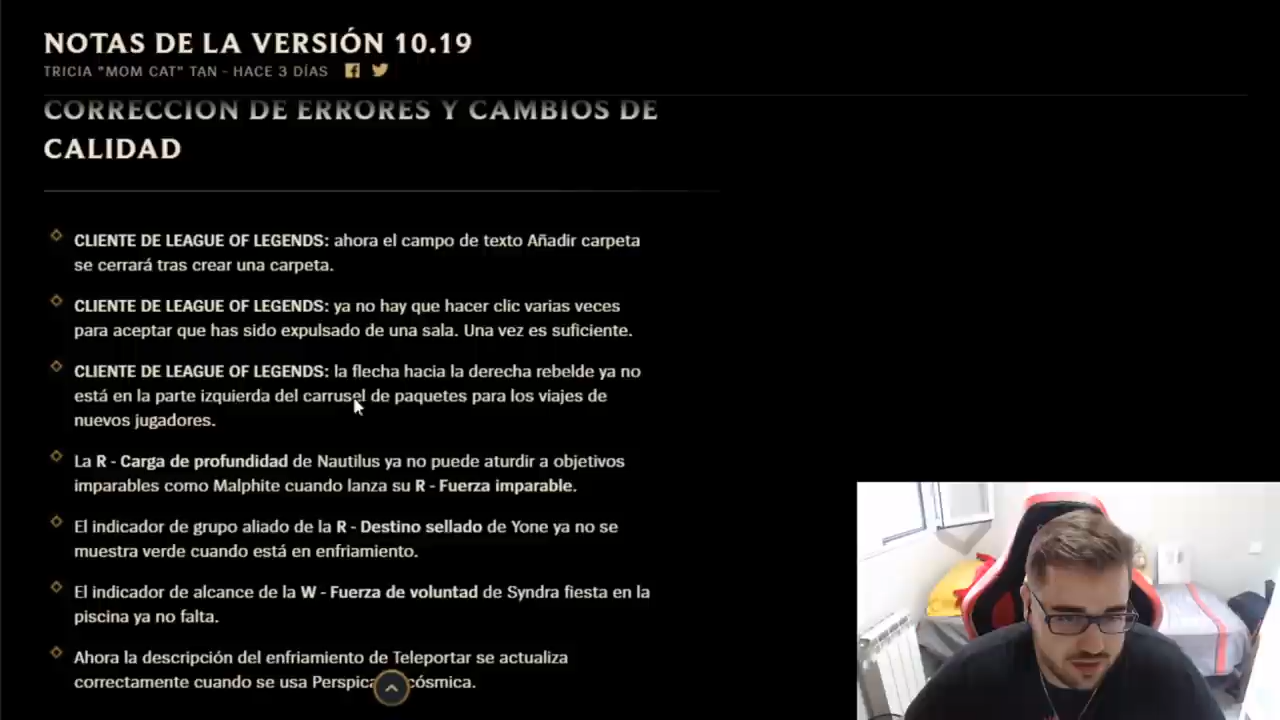 NOTAS DE LA VERSIÓN 10.19
TRICIA "MOM CAT" TAN - HACE 3 DÍAS
CORRECCIÓN DE ERRORES Y CAMBIOS DE
CALIDAD
CLIENTE DE LEAGUE OF LEGENDS: ahora el campo de texto Añadir carpeta
se cerrará tras crear una carpeta.
CLIENTE DE LEAGUE OF LEGENDS: ya no hay que hacer clic varias veces
para aceptar que has sido expulsado de una sala. Una vez es suficiente.
CLIENTE DE LEAGUE OF LEGENDS: la flecha hacia la derecha rebelde ya no
está en la parte izquierda del carrusel de paquetes para los viajes de
nuevos jugadores.
La R - Carga de profundidad de Nautilus ya no puede aturdir a objetivos
imparables como Malphite cuando lanza su R - Fuerza imparable.
El indicador de grupo aliado de la R - Destino sellado de Yone ya no se
muestra verde cuando está en enfriamiento.
El indicador de alcance de la W - Fuerza de voluntad de Syndra fiesta en la
piscina ya no falta.
Ahora la descripción del enfriamiento de Teleportar se actualiza
correctamente cuando se usa cósmica.